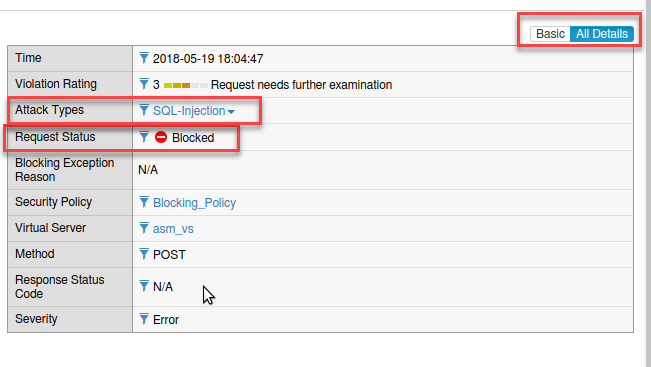 Basic All Details
Time 2018-05-19 18:04:47
Violation Rating 3 Request needs further examination
Attack Types SQL-Injection
Request Status Blocked
Blocking Exception
Reason N/A
Security Policy Blocking_Policy
Virtual Server asm_vs
Method POST
Response Status
Code N/A
Severity Error